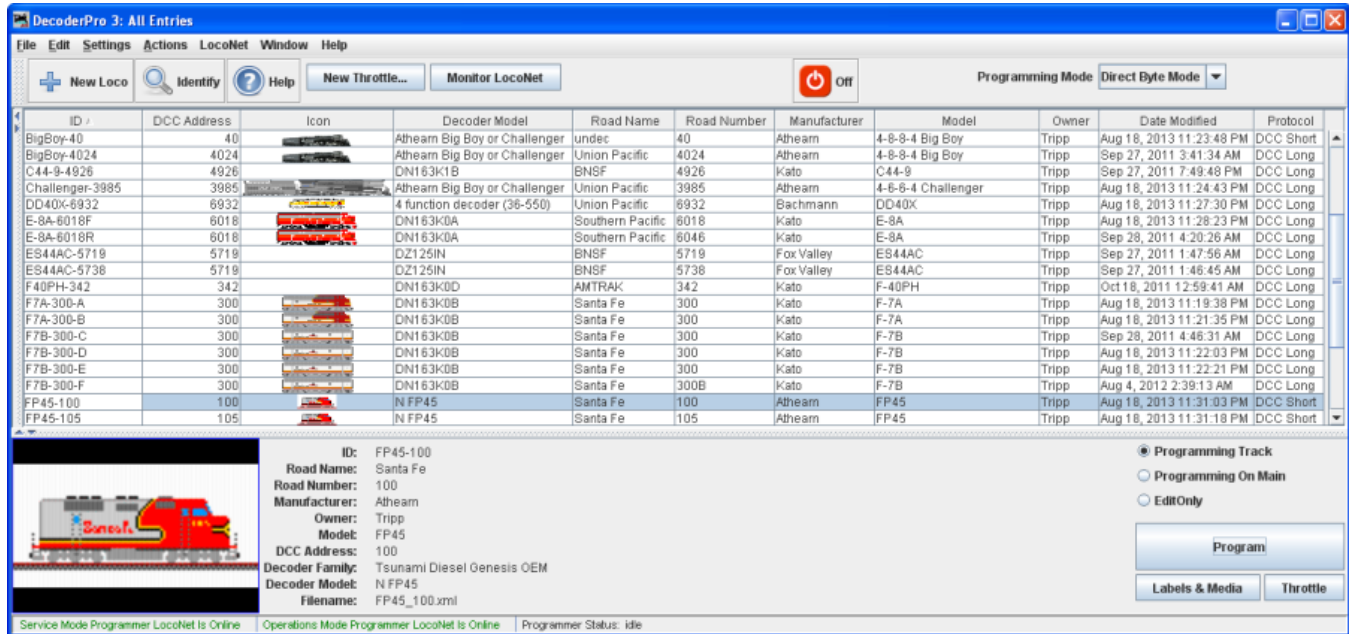 DecoderPro 3: All Entries
File Edit Settings Actions LocoNet Window Help
New Loco Identify Help New Throttle... Monitor LocoNet Off Programming Mode Direct Byte Mode
ID DCC Address Icon Decoder Model Road Name Road Number Manufacturer Model Owner Date Modified Protocol
BigBoy-40 40 Athearn Big Boy or Challenger undec 40 Athearn 4-8-8-4 Big Boy Tripp Aug 18, 2013 11:23:48 PM DCC Short
BigBoy-4024 4024 Athearn Big Boy or Challenger Union Pacific 4024 Athearn 4-8-8-4 Big Boy Tripp Sep 27, 2011 3:41:34 AM DCC Long
C44-9-4926 4926 DN163K1B BNSF 4926 Kato C44-9 Tripp Sep 27, 2011 7:49:48 PM DCC Long
Challenger-3985 3985 Athearn Big Boy or Challenger Union Pacific 3985 Athearn 4-6-6-4 Challenger Tripp Aug 18, 2013 11:24:43 PM DCC Long
DD40X-6932 6932 4 function decoder (36-550) Union Pacific 6932 Bachmann DD40X Tripp Aug 18, 2013 11:27:30 PM DCC Long
E-8A-6018F 6018 DN163K0A Southern Pacific 6018 Kato E-8A Tripp Aug 18, 2013 11:28:23 PM DCC Long
E-8A-6018R 6018 DN163K0A Southern Pacific 6046 Kato E-8A Tripp Sep 28, 2011 4:20:26 AM DCC Long
ES44AC-5719 5719 DZ125IN BNSF 5719 Fox Valley ES44AC Tripp Sep 27, 2011 1:47:56 AM DCC Long
ES44AC-5738 5719 DZ125IN BNSF 5738 Fox Valley ES44AC Tripp Sep 27, 2011 1:46:45 AM DCC Long
F40PH-342 342 DN163K0D AMTRAK 342 Kato F-40PH Tripp Oct 18, 2011 12:59:41 AM DCC Long
F7A-300-A 300 DN163K0B Santa Fe 300 Kato F-7A Tripp Aug 18, 2013 11:19:38 PM DCC Long
F7A-300-B 300 DN163K0B Santa Fe 300 Kato F-7A Tripp Aug 18, 2013 11:21:35 PM DCC Long
F7B-300-C 300 DN163K0B Santa Fe 300 Kato F-7B Tripp Sep 28, 2011 4:46:31 AM DCC Long
F7B-300-D 300 DN163K0B Santa Fe 300 Kato F-7B Tripp Aug 18, 2013 11:22:03 PM DCC Long
F7B-300-E 300 DN163K0B Santa Fe 300 Kato F-7B Tripp Aug 18, 2013 11:22:21 PM DCC Long
F7B-300-F 300 DN163K0B Santa Fe 300B Kato F-7B Tripp Aug 4, 2012 2:39:13 AM DCC Long
FP45-100 100 N FP45 Santa Fe 100 Athearn FP45 Tripp Aug 18, 2013 11:31:03 PM DCC Short
FP45-105 105 N FP45 Santa Fe 105 Athearn FP45 Tripp Aug 18, 2013 11:31:18 PM DCC Short
Santa Fe
ID: FP45-100
Road Name: Santa Fe
Road Number: 100
Manufacturer: Athearn
Owner: Tripp
Model: FP45
DCC Address: 100
Decoder Family: Tsunami Diesel Genesis OEM
Decoder Model: N FP45
Filename: FP45_100.xml
Programming Track
Programming On Main
EditOnly
Program
Labels & Media Throttle
Service Mode Programmer LocoNet Is Online Operations Mode Programmer LocoNet Is Online Programmer Status: idle